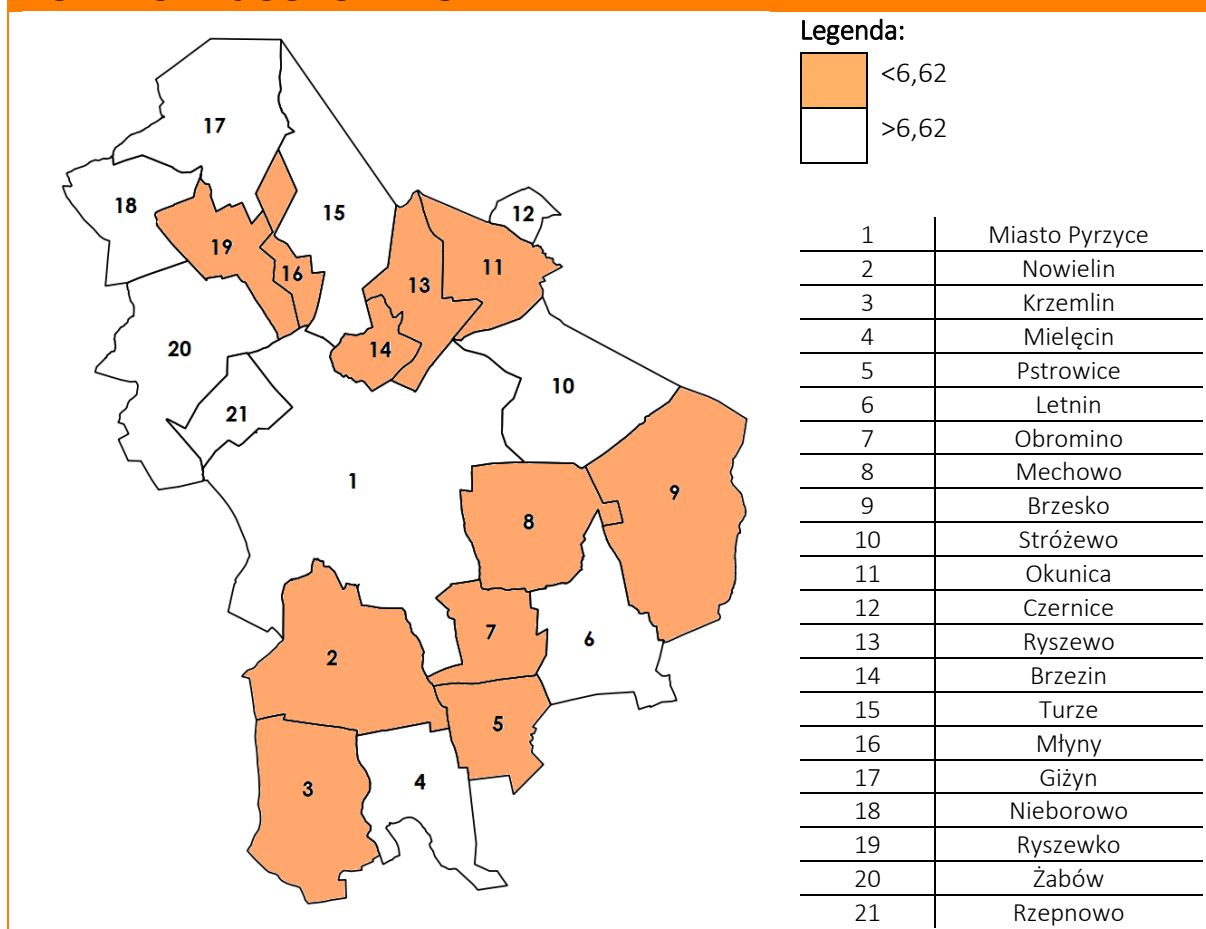 Legenda:
<6,62
>6,62
17
18
15
12
19
16
11
13
14
20
10
21
1
9
8
7
6
2
5
4
3
1 Miasto Pyrzyce
2 Nowielin
3 Krzemlin
4 Mielęcin
5 Pstrowice
6 Letnin
7 Obromino
8 Mechowo
9 Brzesko
10 Stróżewo
11 Okunica
12 Czernice
13 Ryszewo
14 Brzezin
15 Turze
16 Młyny
17 Giżyn
18 Nieborowo
19 Ryszewko
20 Żabów
21 Rzepnowo